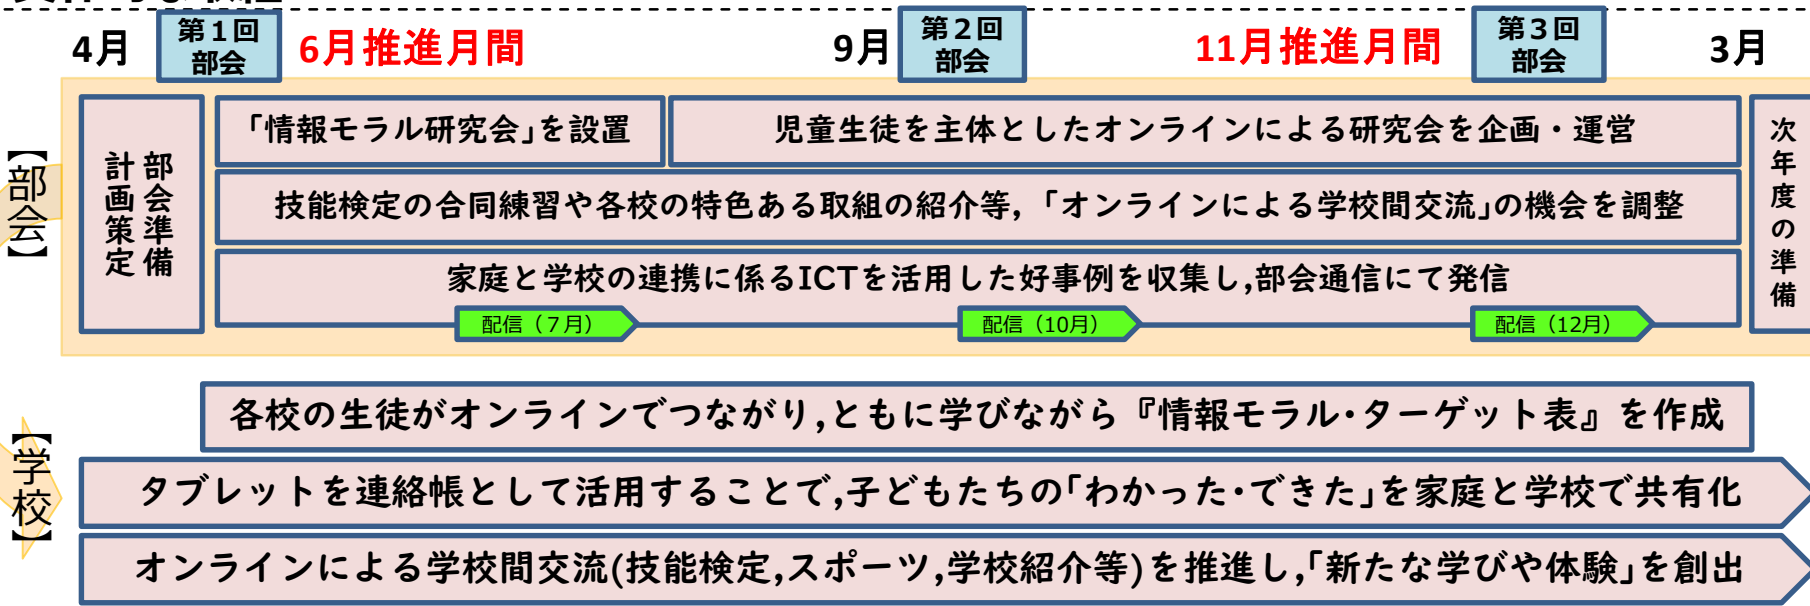 4月
第1回
部会
6月推進月間
9月
第2回
部会
11月推進月間
第3回
部会
3月
【部会】
部会準備
計画策定
「情報モラル研究会」を設置
児童生徒を主体としたオンラインによる研究会を企画・運営
技能検定の合同練習や各校の特色ある取組の紹介等,「オンラインによる学校間交流」の機会を調整
家庭と学校の連携に係るICTを活用した好事例を収集し,部会通信にて発信
配信（７月）
配信（10月）
配信（12月）
次年度の準備
【学校】
各校の生徒がオンラインでつながり,ともに学びながら『情報モラル・ターゲット表』を作成
タブレットを連絡帳として活用することで,子どもたちの「わかった・できた」を家庭と学校で共有化
オンラインによる学校間交流(技能検定,スポーツ,学校紹介等)を推進し,「新たな学びや体験」を創出